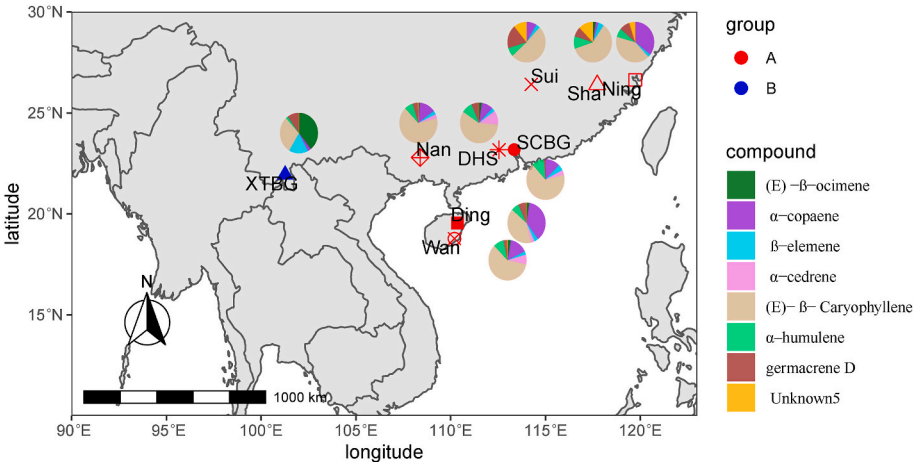 30°N
25°N
20°N
15°N
latitude
90°E
95°E
100°E
105°E
110°E
115°E
120°E
longitude
Sui
Sha
Ning
Nan
DHS
SCBG
XTBG
Ding
Wan
N
1000 km
group
A
B
compound
(E) −ß−ocimene
α−copaene
ß−elemene
α−cedrene
(E)− ß− Caryophyllene
α−humulene
germacrene D
Unknown5